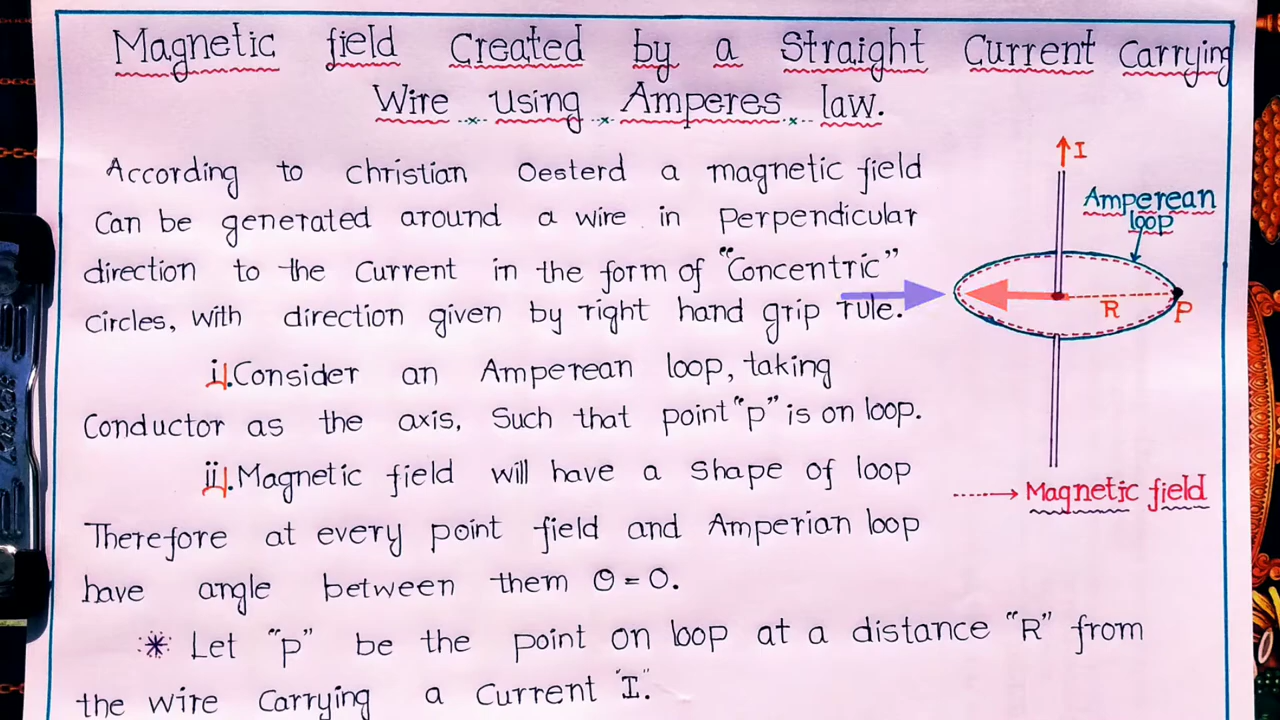 Magnetic field Created by a Straight Current Carrying
Wire using Amperes law.
According to christian Oesterd a magnetic field
Can be generated around a wire in Perpendicular
direction to the Current in the form of "Concentric"
Circles, with direction given by right hand grip rule.
i. Consider an Amperean loop, taking
Conductor as the axis, Such that point "p" is on loop.
ii. Magnetic field will have a shape of loop
Therefore at every point field and Amperian loop
have angle between them θ = 0.
* Let "p" be the point on loop at a distance "R" from
the wire Carrying a Current "I."
I
Amperean
loop
R
P
Magnetic field